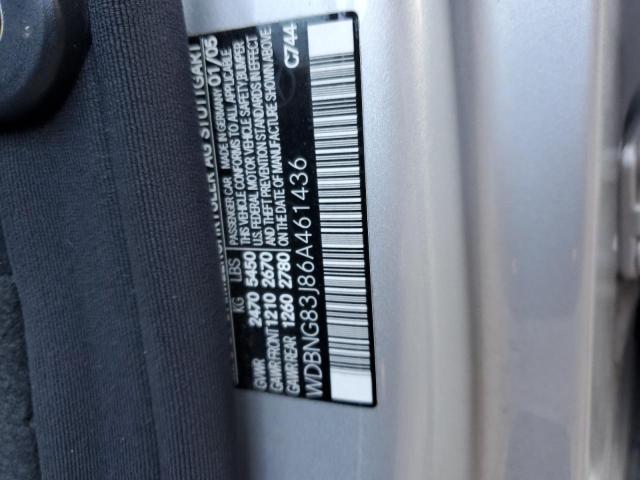 AG STUTTGART
PASSENGER CAR MADE IN GERMANY 01/05
KG LBS
THIS VEHICLE CONFORMS TO ALL APPLICABLE
GVWR 2470 5450
U.S. FEDERAL MOTOR VEHICLE SAFETY/BUMPER
GAWR FRONT 1210 2670
AND THEFT PREVENTION STANDARDS IN EFFECT
GAWR REAR 1260 2780
ON THE DATE OF MANUFACTURE SHOWN ABOVE
C744
WDBNG83J86A461436